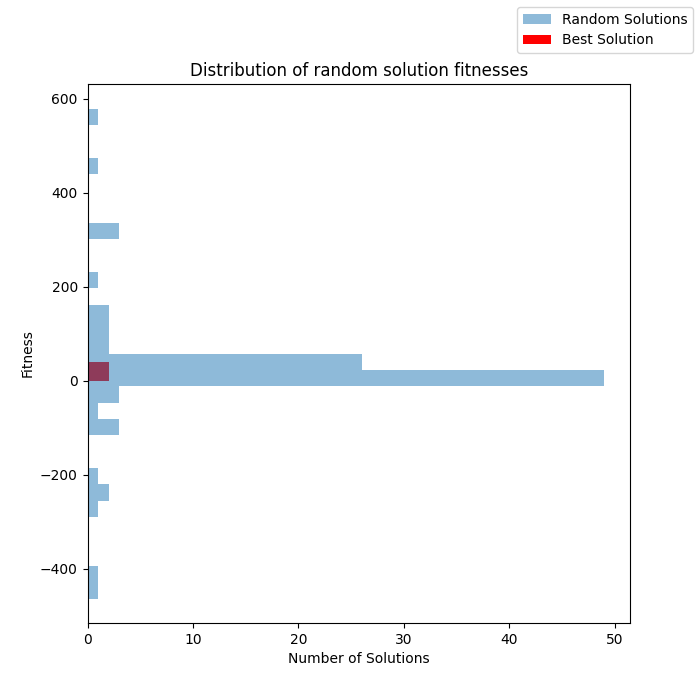 Random Solutions
Best Solution
Distribution of random solution fitnesses
600
400
200
0
−200
−400
Fitness
0 10 20 30 40 50
Number of Solutions